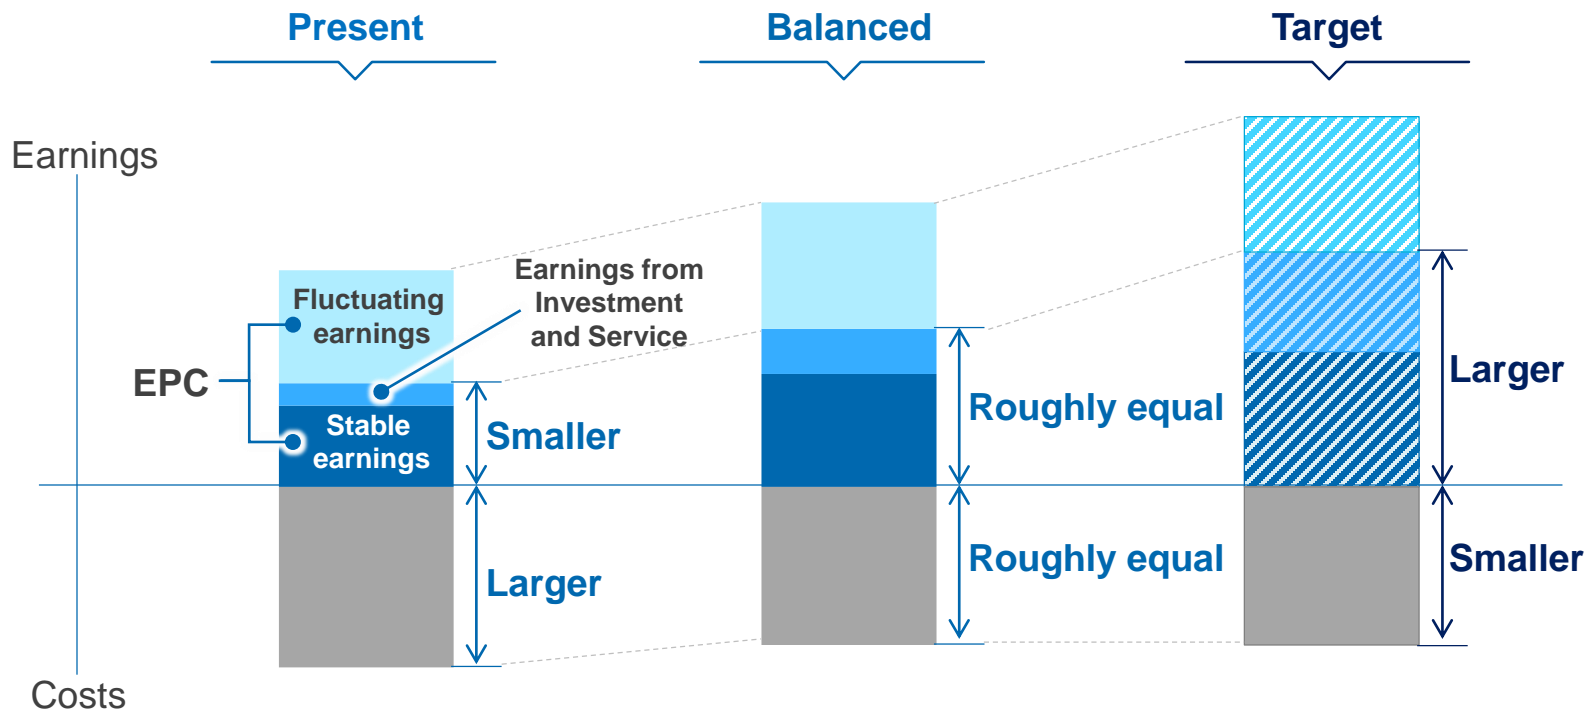 Present
Balanced
Target
Earnings
Fluctuating
earnings
Earnings from
Investment
and Service
EPC
Stable
earnings
Smaller
Roughly equal
Larger
Larger
Roughly equal
Smaller
Costs